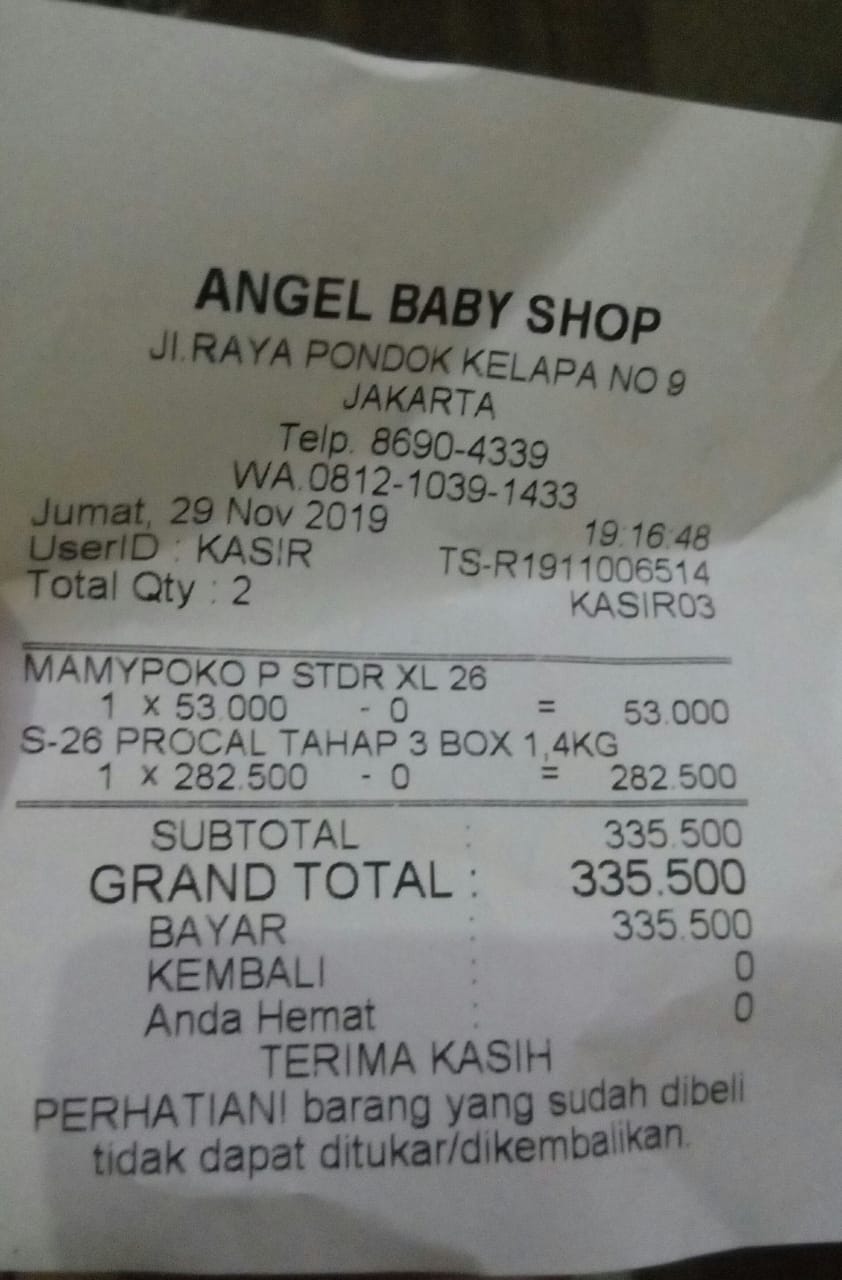 ANGEL BABY SHOP
Jl.RAYA PONDOK KELAPA NO 9
JAKARTA
Telp. 8690-4339
WA.0812-1039-1433
Jumat, 29 Nov 2019 19:16:48
UserID : KASIR TS-R1911006514
Total Qty : 2 KASIR03
MAMYPOKO P STDR XL 26
1 x 53.000 - 0 = 53.000
S-26 PROCAL TAHAP 3 BOX 1,4KG
1 x 282.500 - 0 = 282.500
SUBTOTAL : 335.500
GRAND TOTAL : 335.500
BAYAR : 335.500
KEMBALI : 0
Anda Hemat : 0
TERIMA KASIH
PERHATIAN! barang yang sudah dibeli
tidak dapat ditukar/dikembalikan.